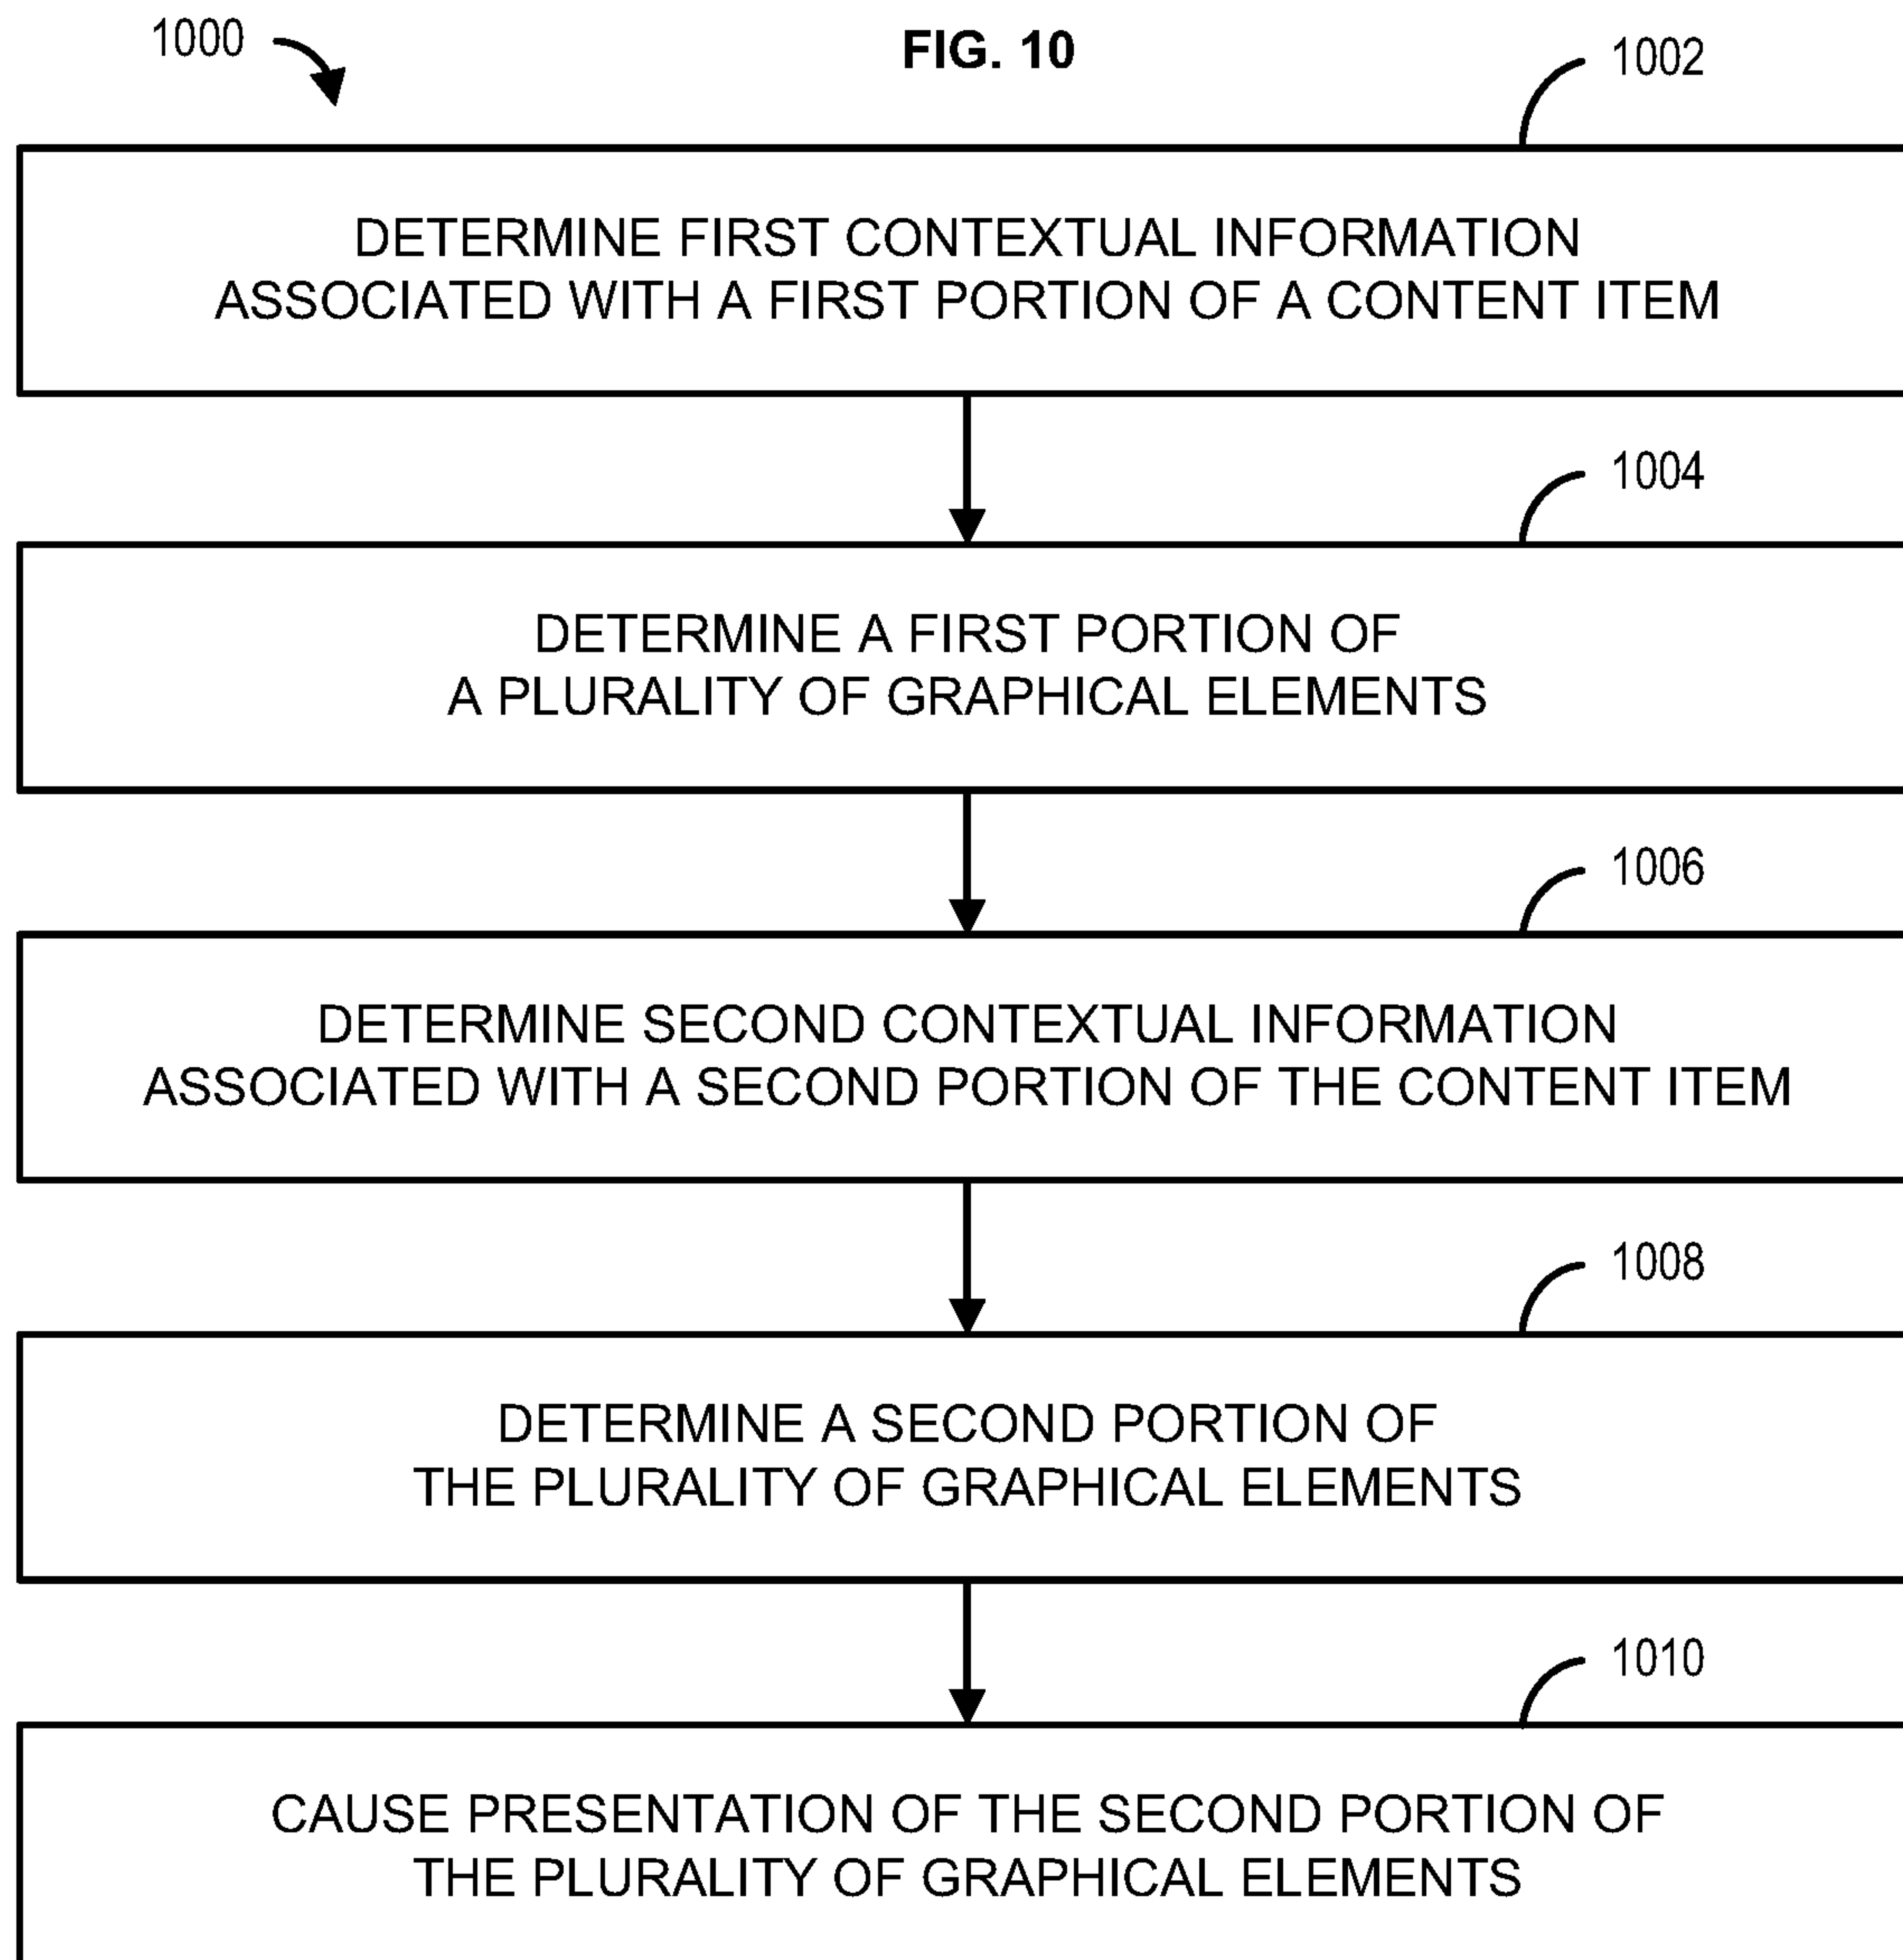 1000
FIG. 10
1002
DETERMINE FIRST CONTEXTUAL INFORMATION
ASSOCIATED WITH A FIRST PORTION OF A CONTENT ITEM
1004
DETERMINE A FIRST PORTION OF
A PLURALITY OF GRAPHICAL ELEMENTS
1006
DETERMINE SECOND CONTEXTUAL INFORMATION
ASSOCIATED WITH A SECOND PORTION OF THE CONTENT ITEM
1008
DETERMINE A SECOND PORTION OF
THE PLURALITY OF GRAPHICAL ELEMENTS
1010
CAUSE PRESENTATION OF THE SECOND PORTION OF
THE PLURALITY OF GRAPHICAL ELEMENTS